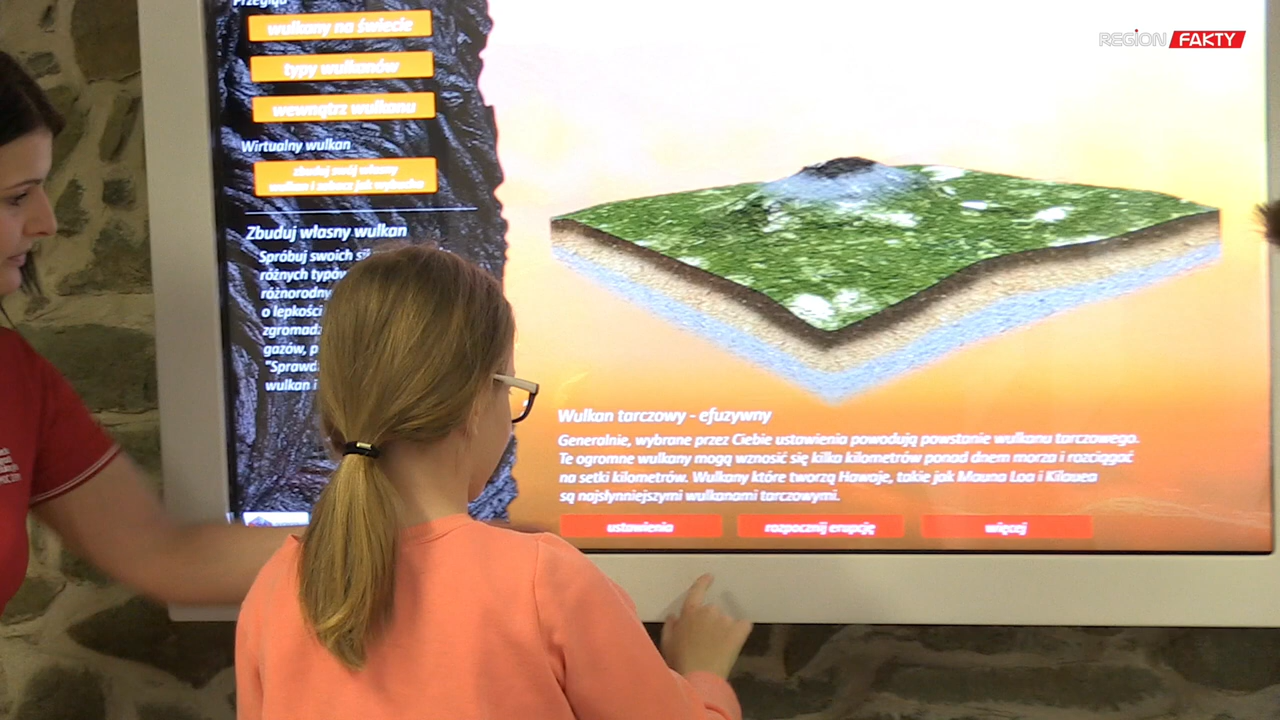 REGION FAKTY
Przegląd
wulkany na świecie
typy wulkanów
wewnątrz wulkanu
Wirtualny wulkan
zbuduj swój własny
wulkan i zobacz jak wybucha
Zbuduj własny wulkan
Spróbuj swoich
różnych typów
różnorodny
o lepkości
zgromadz
gazów, p
"Sprawd
wulkan i
Wulkan tarczowy - efuzywny
Generalnie, wybrane przez Ciebie ustawienia powodują powstanie wulkanu tarczowego.
Te ogromne wulkany mogą wznosić się kilka kilometrów ponad dnem morza i rozciągać
na setki kilometrów. Wulkany które tworzą Hawaje, takie jak Mauna Loa i Kilauea
są najsłynniejszymi wulkanami tarczowymi.
ustawienia
rozpocznij erupcję
więcej